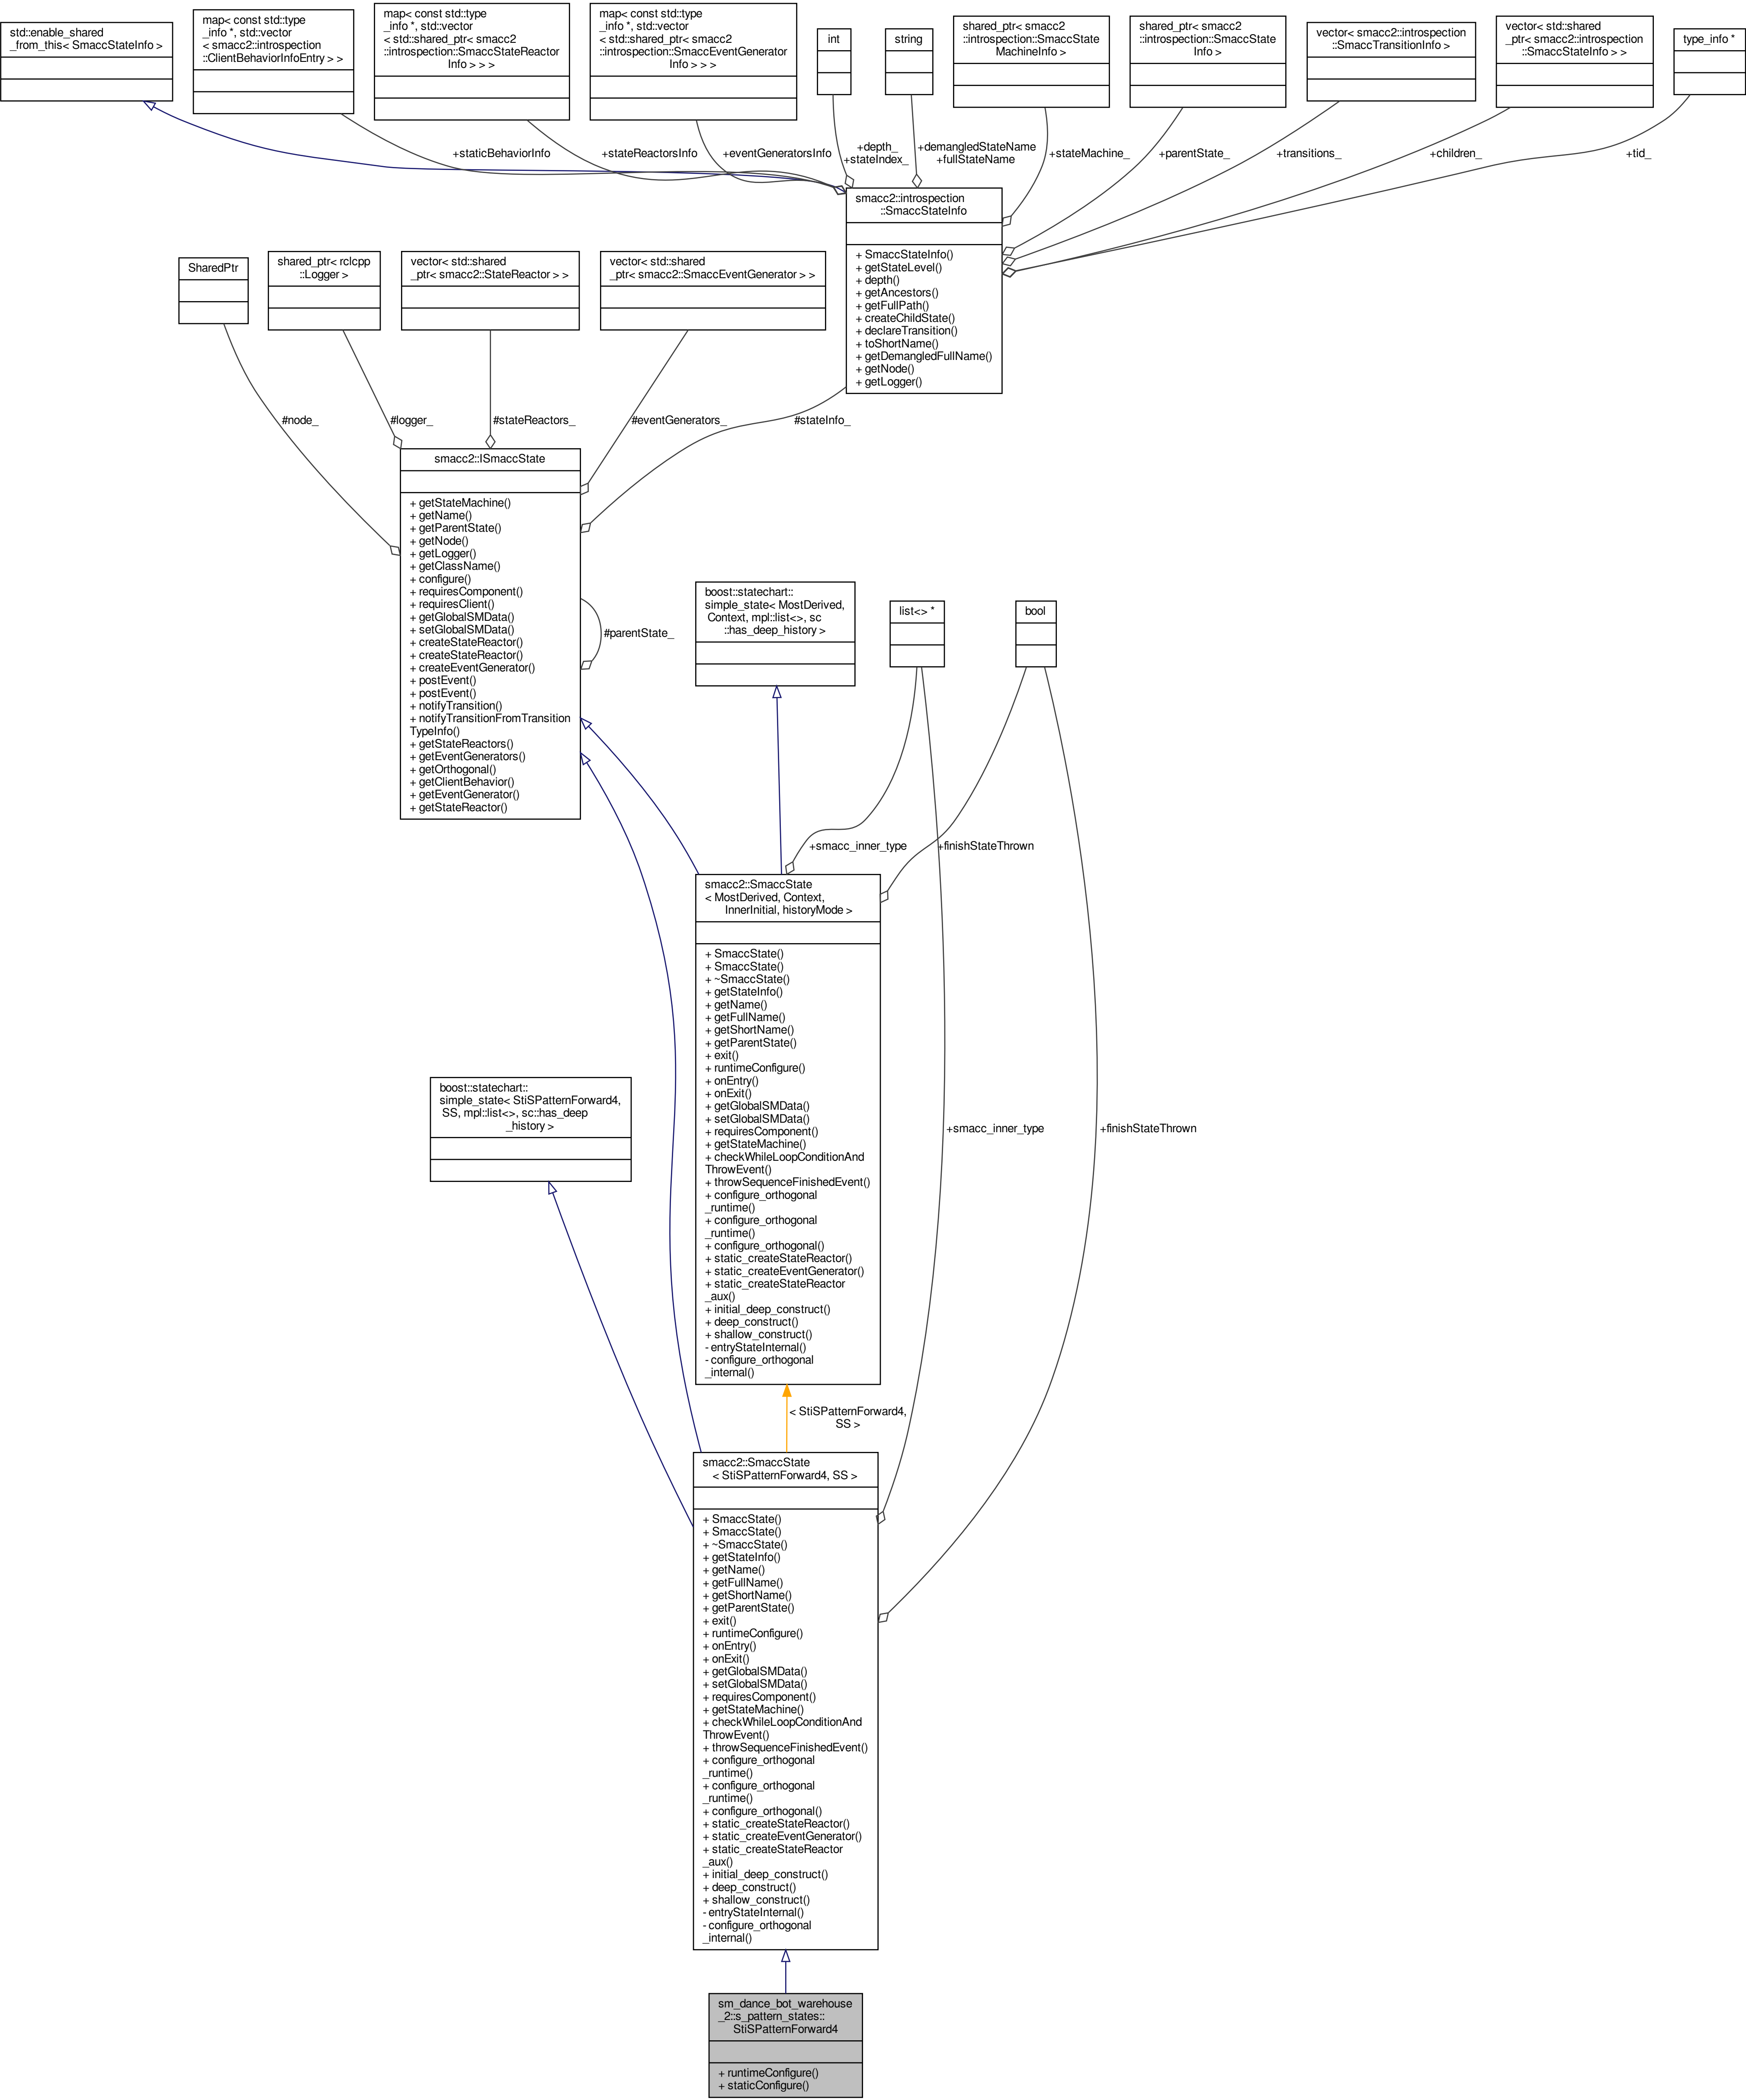 std::enable_shared
_from_this< SmaccStateInfo >
map< const std::type
_info *, std::vector
< smacc2::introspection
::ClientBehaviorInfoEntry > >
map< const std::type
_info *, std::vector
< std::shared_ptr< smacc2
::introspection::SmaccStateReactor
Info > > >
map< const std::type
_info *, std::vector
< std::shared_ptr< smacc2
::introspection::SmaccEventGenerator
Info > > >
int
string
shared_ptr< smacc2
::introspection::SmaccState
MachineInfo >
shared_ptr< smacc2
::introspection::SmaccState
Info >
vector< smacc2::introspection
::SmaccTransitionInfo >
vector< std::shared
_ptr< smacc2::introspection
::SmaccStateInfo > >
type_info *
+staticBehaviorInfo
+stateReactorsInfo
+eventGeneratorsInfo
+depth_
+stateIndex_
+demangledStateName
+fullStateName
+stateMachine_
+parentState_
+transitions_
+children_
+tid_
smacc2::introspection
::SmaccStateInfo
+ SmaccStateInfo()
+ getStateLevel()
+ depth()
+ getAncestors()
+ getFullPath()
+ createChildState()
+ declareTransition()
+ toShortName()
+ getDemangledFullName()
+ getNode()
+ getLogger()
SharedPtr
shared_ptr< rclcpp
::Logger >
vector< std::shared
_ptr< smacc2::StateReactor > >
vector< std::shared
_ptr< smacc2::SmaccEventGenerator > >
#node_
#logger_
#stateReactors_
#eventGenerators_
#stateInfo_
smacc2::ISmaccState
+ getStateMachine()
+ getName()
+ getParentState()
+ getNode()
+ getLogger()
+ getClassName()
+ configure()
+ requiresComponent()
+ requiresClient()
+ getGlobalSMData()
+ setGlobalSMData()
+ createStateReactor()
+ createStateReactor()
+ createEventGenerator()
+ postEvent()
+ postEvent()
+ notifyTransition()
+ notifyTransitionFromTransition
TypeInfo()
+ getStateReactors()
+ getEventGenerators()
+ getOrthogonal()
+ getClientBehavior()
+ getEventGenerator()
+ getStateReactor()
#parentState_
boost::statechart::
simple_state< MostDerived,
Context, mpl::list<>, sc
::has_deep_history >
list<> *
bool
+smacc_inner_type
+finishStateThrown
smacc2::SmaccState
< MostDerived, Context,
InnerInitial, historyMode >
+ SmaccState()
+ SmaccState()
+ ~SmaccState()
+ getStateInfo()
+ getName()
+ getFullName()
+ getShortName()
+ getParentState()
+ exit()
+ runtimeConfigure()
+ onEntry()
+ onExit()
+ getGlobalSMData()
+ setGlobalSMData()
+ requiresComponent()
+ getStateMachine()
+ checkWhileLoopConditionAnd
ThrowEvent()
+ throwSequenceFinishedEvent()
+ configure_orthogonal
_runtime()
+ configure_orthogonal
_runtime()
+ configure_orthogonal()
+ static_createStateReactor()
+ static_createEventGenerator()
+ static_createStateReactor
_aux()
+ initial_deep_construct()
+ deep_construct()
+ shallow_construct()
- entryStateInternal()
- configure_orthogonal
_internal()
boost::statechart::
simple_state< StiSPatternForward4,
SS, mpl::list<>, sc::has_deep
_history >
+smacc_inner_type
+finishStateThrown
< StiSPatternForward4,
SS >
smacc2::SmaccState
< StiSPatternForward4, SS >
+ SmaccState()
+ SmaccState()
+ ~SmaccState()
+ getStateInfo()
+ getName()
+ getFullName()
+ getShortName()
+ getParentState()
+ exit()
+ runtimeConfigure()
+ onEntry()
+ onExit()
+ getGlobalSMData()
+ setGlobalSMData()
+ requiresComponent()
+ getStateMachine()
+ checkWhileLoopConditionAnd
ThrowEvent()
+ throwSequenceFinishedEvent()
+ configure_orthogonal
_runtime()
+ configure_orthogonal
_runtime()
+ configure_orthogonal()
+ static_createStateReactor()
+ static_createEventGenerator()
+ static_createStateReactor
_aux()
+ initial_deep_construct()
+ deep_construct()
+ shallow_construct()
- entryStateInternal()
- configure_orthogonal
_internal()
sm_dance_bot_warehouse
_2::s_pattern_states::
StiSPatternForward4
+ runtimeConfigure()
+ staticConfigure()